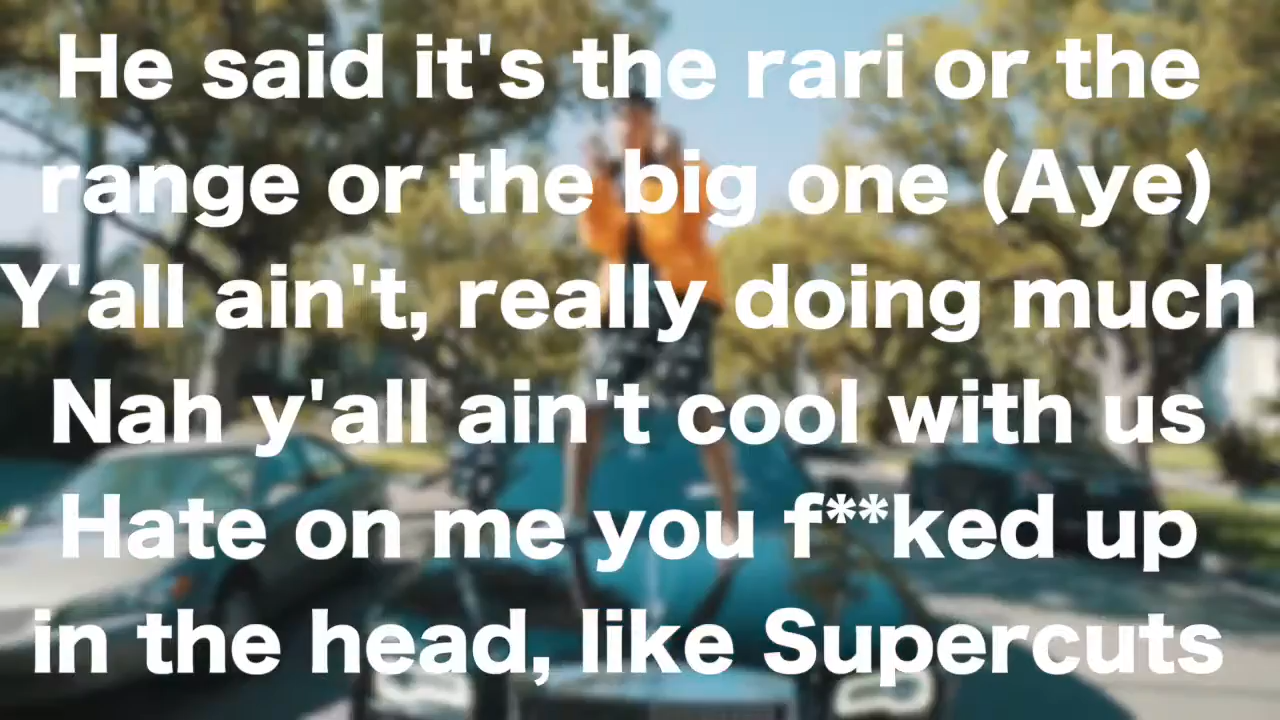 He said it's the rari or the
range or the big one (Aye)
Y'all ain't, really doing much
Nah y'all ain't cool with us
Hate on me you f**ked up
in the head, like Supercuts